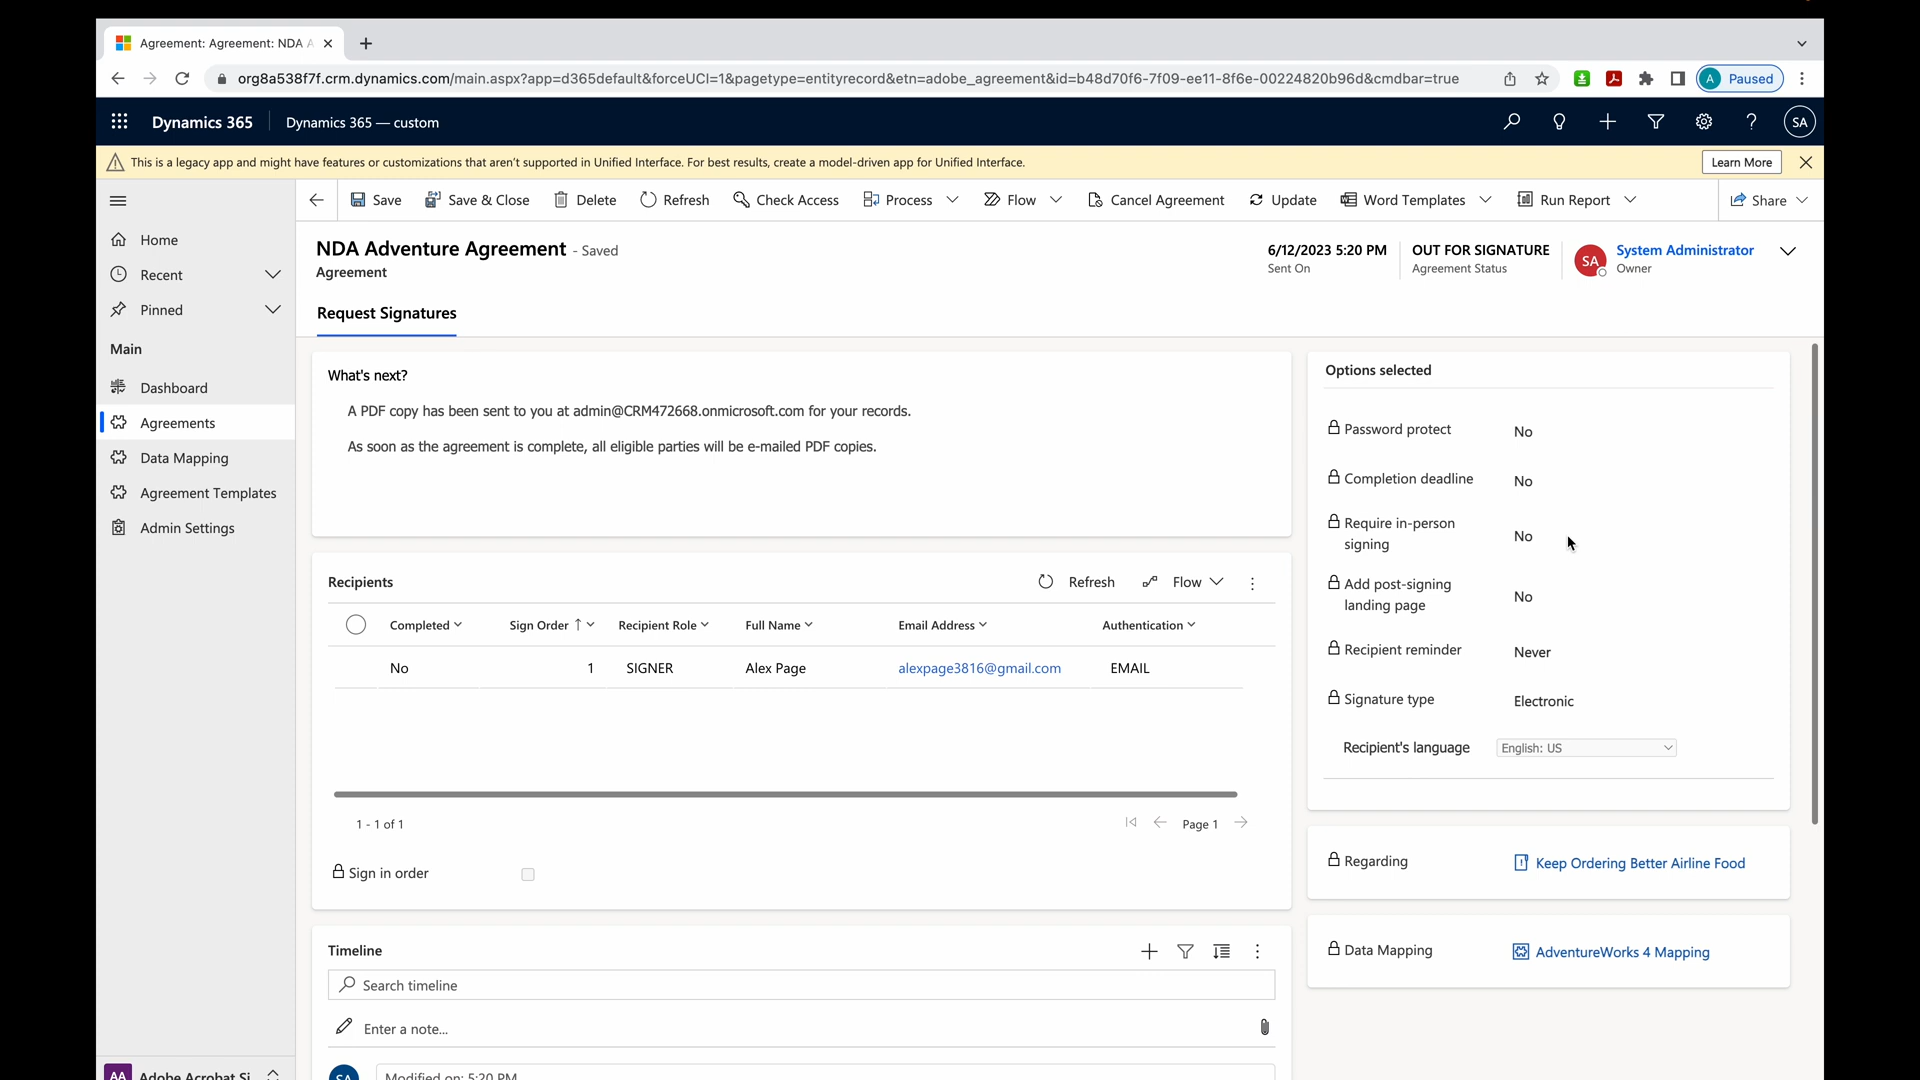 Agreement: Agreement: NDA A
org8a538f7f.crm.dynamics.com/main.aspx?app=d365default&forceUCI=1&pagetype=entityrecord&etn=adobe_agreement&id=b48d70f6-7f09-ee11-8f6e-00224820b96d&cmdbar=true
A Paused
Dynamics 365 Dynamics 365 — custom
SA
This is a legacy app and might have features or customizations that aren't supported in Unified Interface. For best results, create a model-driven app for Unified Interface.
Learn More
Save Save & Close Delete Refresh Check Access Process Flow Cancel Agreement Update Word Templates Run Report Share
Home
Recent
Pinned
Main
Dashboard
Agreements
Data Mapping
Agreement Templates
Admin Settings
AA Adobe Acrobat Si
NDA Adventure Agreement - Saved
Agreement
6/12/2023 5:20 PM
Sent On
OUT FOR SIGNATURE
Agreement Status
SA
System Administrator
Owner
Request Signatures
What's next?
A PDF copy has been sent to you at admin@CRM472668.onmicrosoft.com for your records.
As soon as the agreement is complete, all eligible parties will be e-mailed PDF copies.
Recipients
Refresh Flow
Completed Sign Order Recipient Role Full Name Email Address Authentication
No 1 SIGNER Alex Page alexpage3816@gmail.com EMAIL
1 - 1 of 1
Page 1
Sign in order
Timeline
Search timeline
Enter a note...
SA Modified on: 5:20 PM
Options selected
Password protect No
Completion deadline No
Require in-person
signing
No
Add post-signing
landing page
No
Recipient reminder Never
Signature type Electronic
Recipient's language English: US
Regarding Keep Ordering Better Airline Food
Data Mapping AdventureWorks 4 Mapping